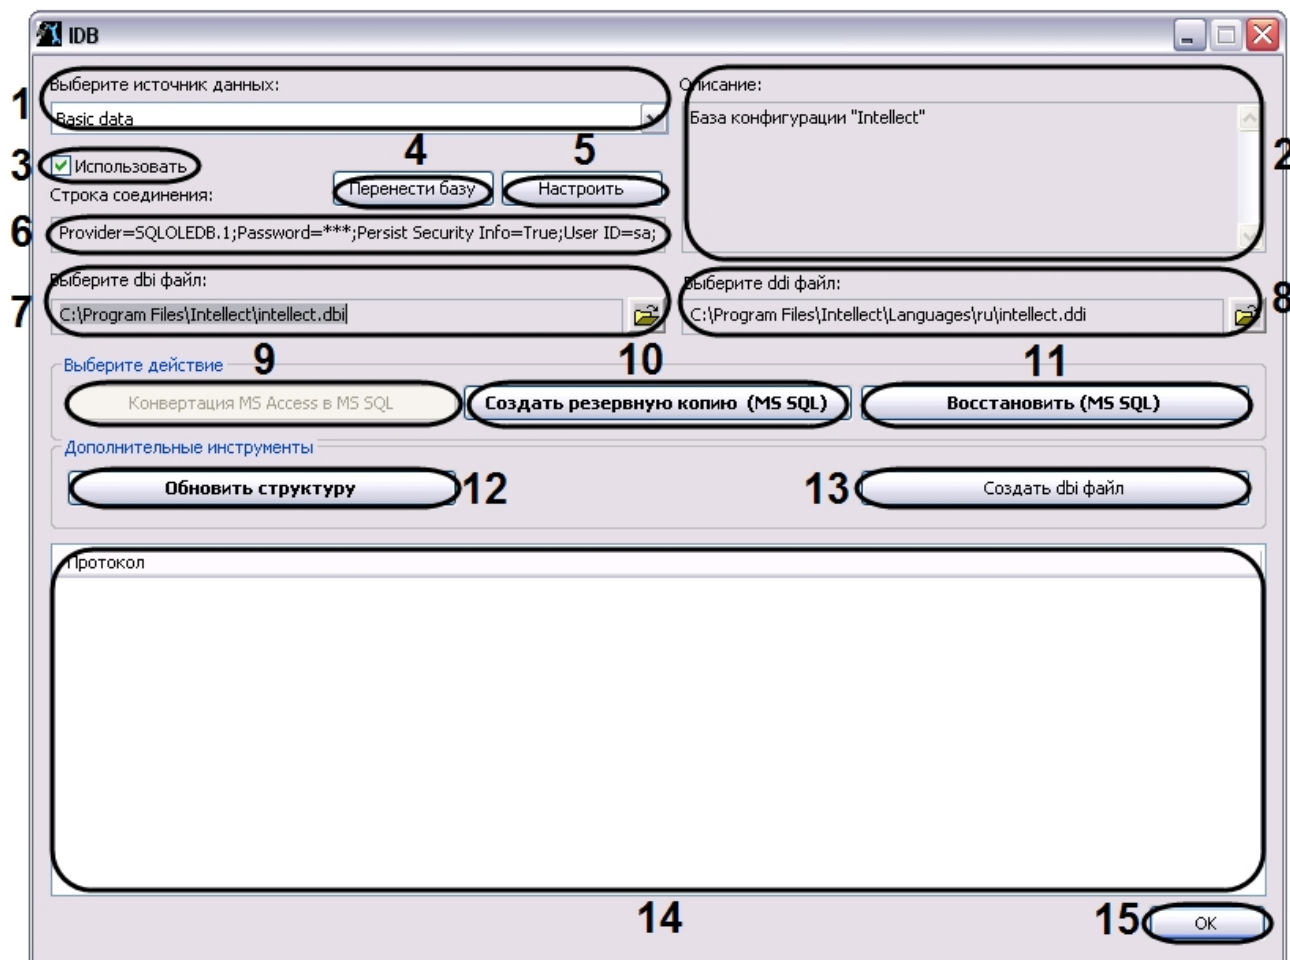 IDB
1
Выберите источник данных:
Basic data
Описание:
База конфигурации "Intellect"
2
3
Использовать
4
5
Перенести базу
Настроить
Строка соединения:
6
Provider=SQLOLEDB.1;Password=***;Persist Security Info=True;User ID=sa;
Выберите dbi файл:
7
C:\Program Files\Intellect\intellect.dbi
Выберите ddi файл:
C:\Program Files\Intellect\Languages\ru\intellect.ddi
8
Выберите действие
9
10
11
Конвертация MS Access в MS SQL
Создать резервную копию (MS SQL)
Восстановить (MS SQL)
Дополнительные инструменты
Обновить структуру
12
13
Создать dbi файл
Протокол
14
15
OK